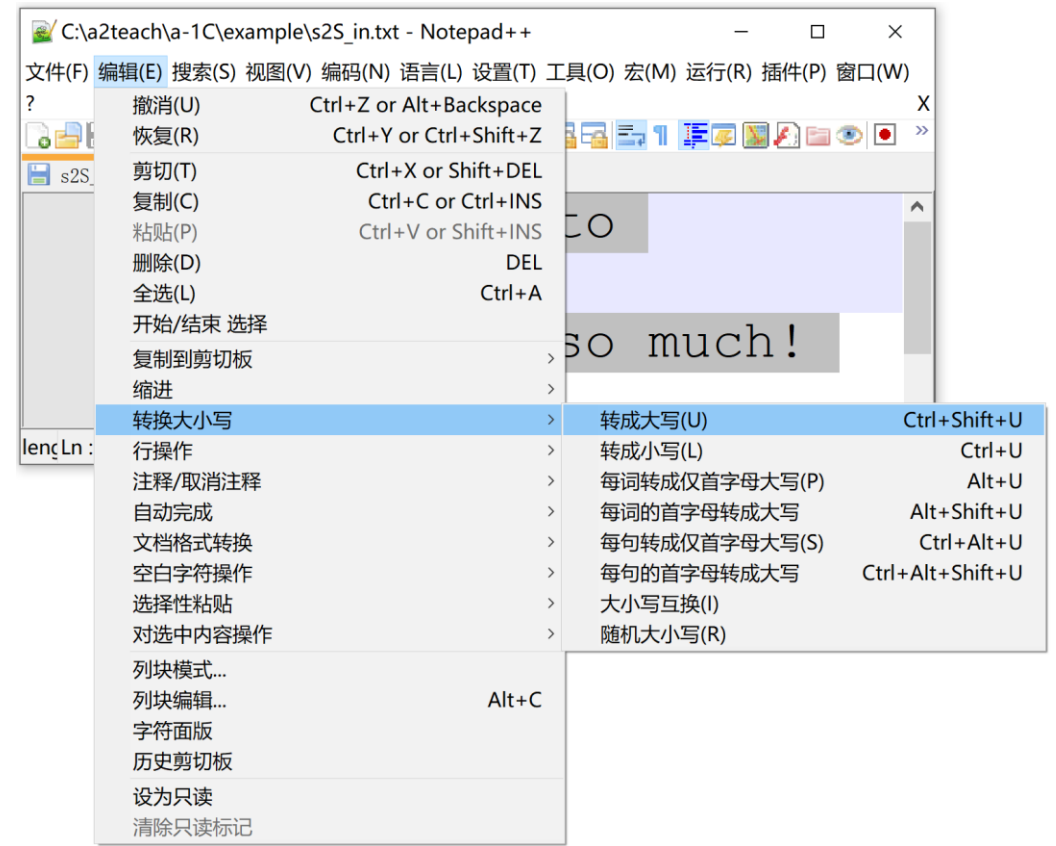 C:\a2teach\a-1C\example\s2S_in.txt - Notepad++
文件(F) 编辑(E) 搜索(S) 视图(V) 编码(N) 语言(L) 设置(T) 工具(O) 宏(M) 运行(R) 插件(P) 窗口(W)
? X
撤消(U) Ctrl+Z or Alt+Backspace
恢复(R) Ctrl+Y or Ctrl+Shift+Z
剪切(T) Ctrl+X or Shift+DEL
s2S_
复制(C) Ctrl+C or Ctrl+INS
粘贴(P) Ctrl+V or Shift+INS
to
删除(D) DEL
全选(L) Ctrl+A
开始/结束 选择
so much!
复制到剪切板
缩进
转换大小写
转成大写(U) Ctrl+Shift+U
leng Ln :
行操作
转成小写(L) Ctrl+U
注释/取消注释
每词转成仅首字母大写(P) Alt+U
自动完成
每词的首字母转成大写 Alt+Shift+U
文档格式转换
每句转成仅首字母大写(S) Ctrl+Alt+U
空白字符操作
每句的首字母转成大写 Ctrl+Alt+Shift+U
选择性粘贴
大小写互换(I)
对选中内容操作
随机大小写(R)
列块模式...
列块编辑... Alt+C
字符面版
历史剪切板
设为只读
清除只读标记